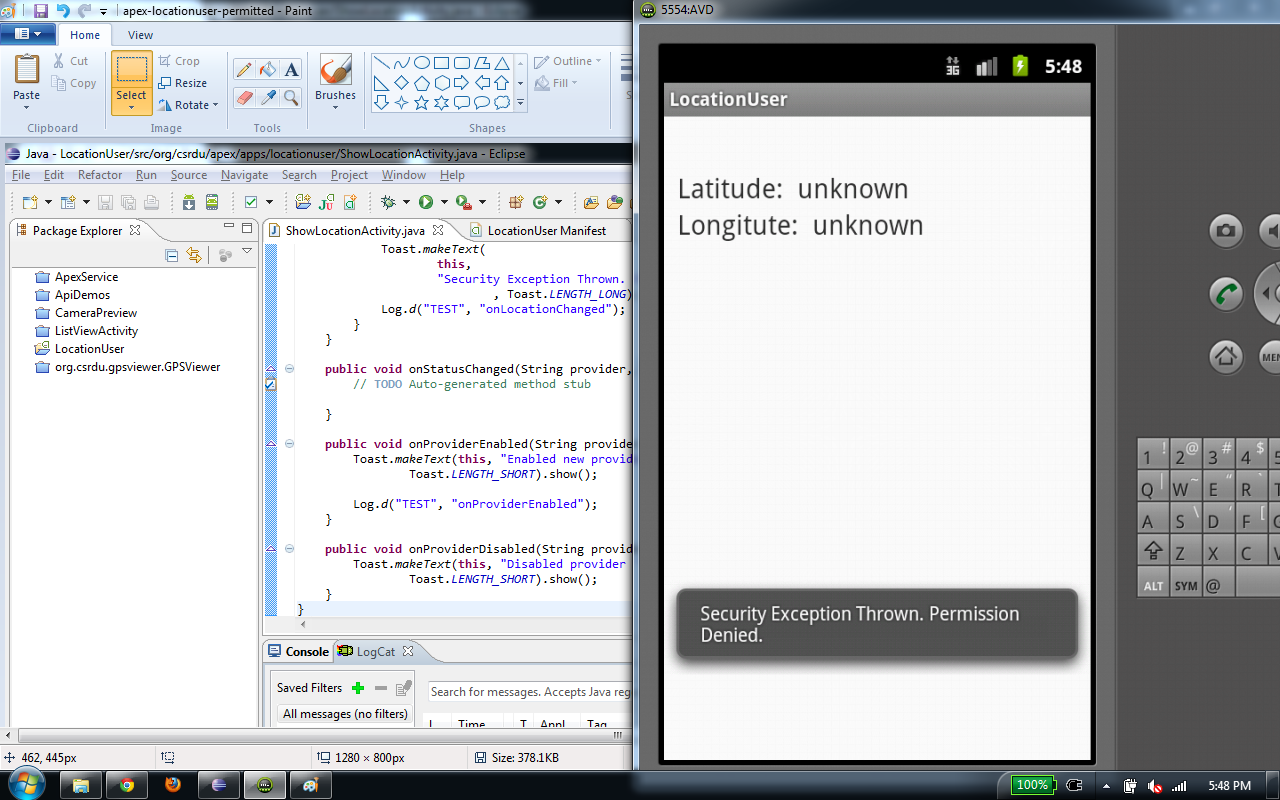 apex-locationuser-permitted - Paint
Home View
Paste
Cut
Copy
Clipboard
Select
Crop
Resize
Rotate
Image
A
Tools
Brushes
Shapes
Outline
Fill
Java - LocationUser/src/org/csrdu/apex/apps/locationuser/ShowLocationActivity.java - Eclipse
File Edit Refactor Run Source Navigate Search Project Window Help
Package Explorer
ApexService
ApiDemos
CameraPreview
ListViewActivity
LocationUser
org.csrdu.gpsviewer.GPSViewer
ShowLocationActivity.java
LocationUser Manifest
Toast.makeText(
this,
"Security Exception Thrown.
, Toast.LENGTH_LONG)
Log.d("TEST", "onLocationChanged");
}
}
public void onStatusChanged(String provider,
// TODO Auto-generated method stub
}
public void onProviderEnabled(String provide
Toast.makeText(this, "Enabled new provid
Toast.LENGTH_SHORT).show();
Log.d("TEST", "onProviderEnabled");
}
public void onProviderDisabled(String provid
Toast.makeText(this, "Disabled provider
Toast.LENGTH_SHORT).show();
}
}
Console LogCat
Saved Filters
All messages (no filters)
Search for messages. Accepts Java reg
Time T Appl Tag
462, 445px
1280 × 800px
Size: 378.1KB
5554:AVD
3G 5:48
LocationUser
Latitude: unknown
Longitute: unknown
Security Exception Thrown. Permission
Denied.
MEN
1 ! 2 @ 3 # 4 $ 5
Q | W ~ E " R ` T
A S \ D ' F [ G
Z X C V
ALT SYM @
100%
5:48 PM